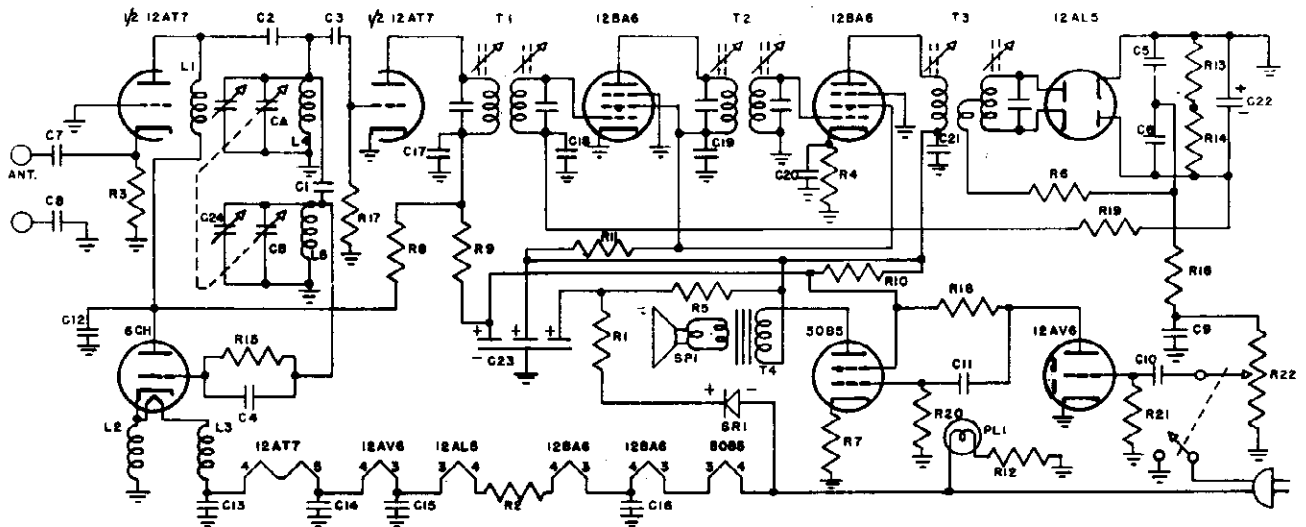 ½ 12AT7 C2 C3 ½ 12AT7 T1 12BA6 T2 12BA6 T3 12AL5
L1 CA L4 C5 R13 C22
C7 ANT. R3 C17 C18 C19 C20 R4 C21 C6 R14
C1 R6
C8 C24 CB L5 R17 R8 R9 R11 R19
R10 R16
C12 6CH R15 R1 R5 R18 C9
+ + + - C23 SP1 T4 50B5 C11 12AV6 C10 R22
C4 + - SR1 R7 R20 PL1 R21
L2 L3 R12
12AT7 12AV6 12AL5 12BA6 12BA6 50B5
4 5 4 3 3 4 4 3 4 3 3 4
C13 C14 C15 R2 C16